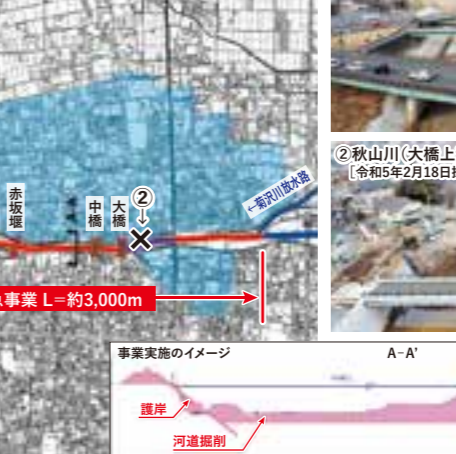 ②秋山川(大橋上
[令和5年2月18日
←菊沢川放水路
赤坂堰
中橋
大橋
②
急事業 L=約3,000m
事業実施のイメージ
A-A'
護岸
河道掘削